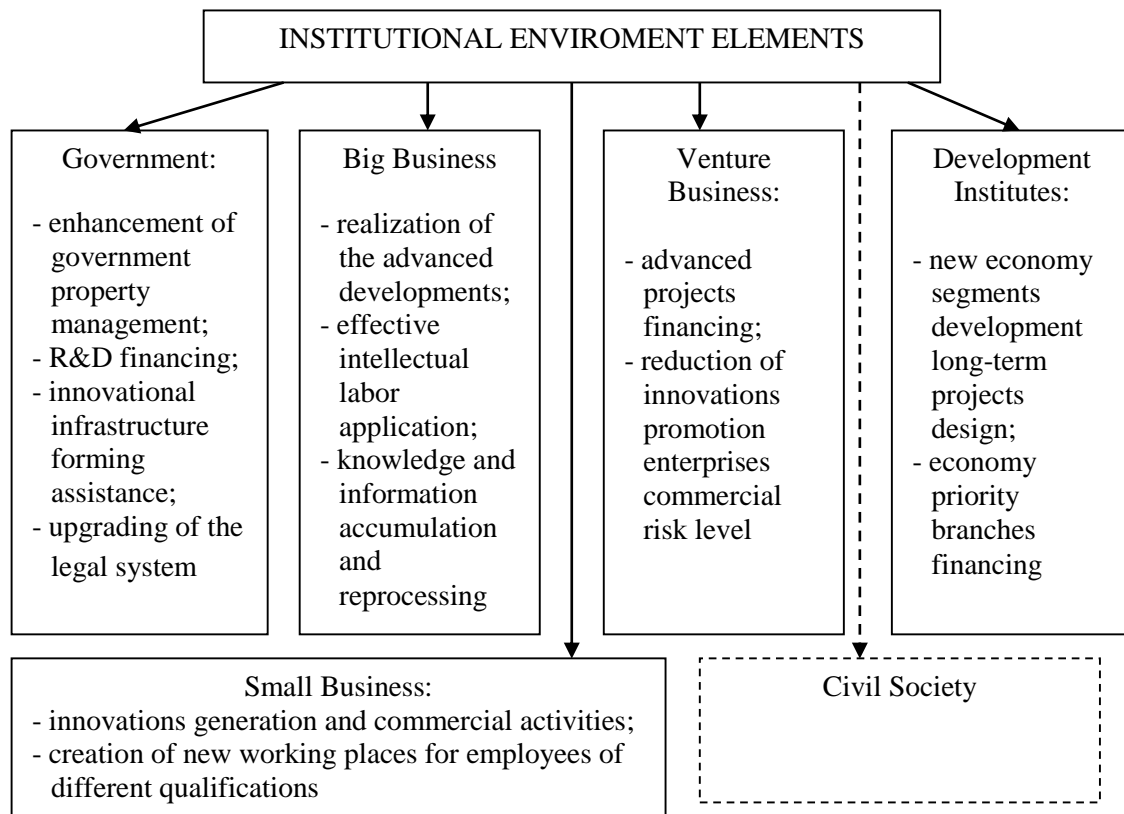 INSTITUTIONAL ENVIROMENT ELEMENTS
Government:
- enhancement of
government
property
management;
- R&D financing;
- innovational
infrastructure
forming
assistance;
- upgrading of the
legal system
Big Business
- realization of
the advanced
developments;
- effective
intellectual
labor
application;
- knowledge and
information
accumulation
and
reprocessing
Venture
Business:
- advanced
projects
financing;
- reduction of
innovations
promotion
enterprises
commercial
risk level
Development
Institutes:
- new economy
segments
development
long-term
projects
design;
- economy
priority
branches
financing
Small Business:
- innovations generation and commercial activities;
- creation of new working places for employees of
different qualifications
Civil Society